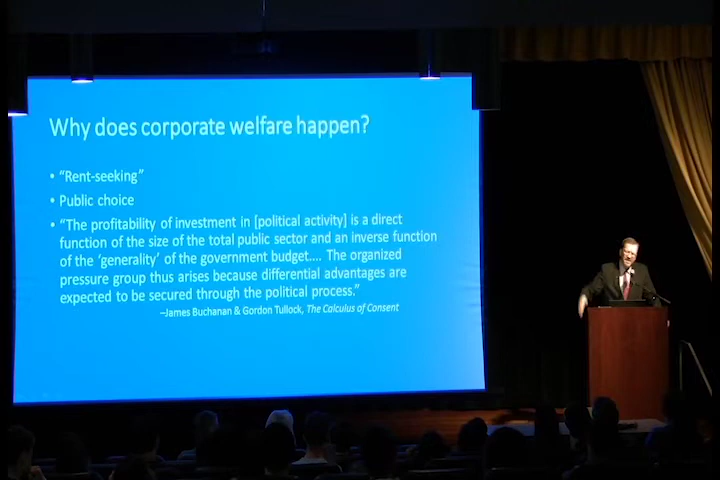 Why does corporate welfare happen?
• “Rent-seeking”
• Public choice
• “The profitability of investment in [political activity] is a direct
function of the size of the total public sector and an inverse function
of the ‘generality’ of the government budget.... The organized
pressure group thus arises because differential advantages are
expected to be secured through the political process.”
–James Buchanan & Gordon Tullock, The Calculus of Consent